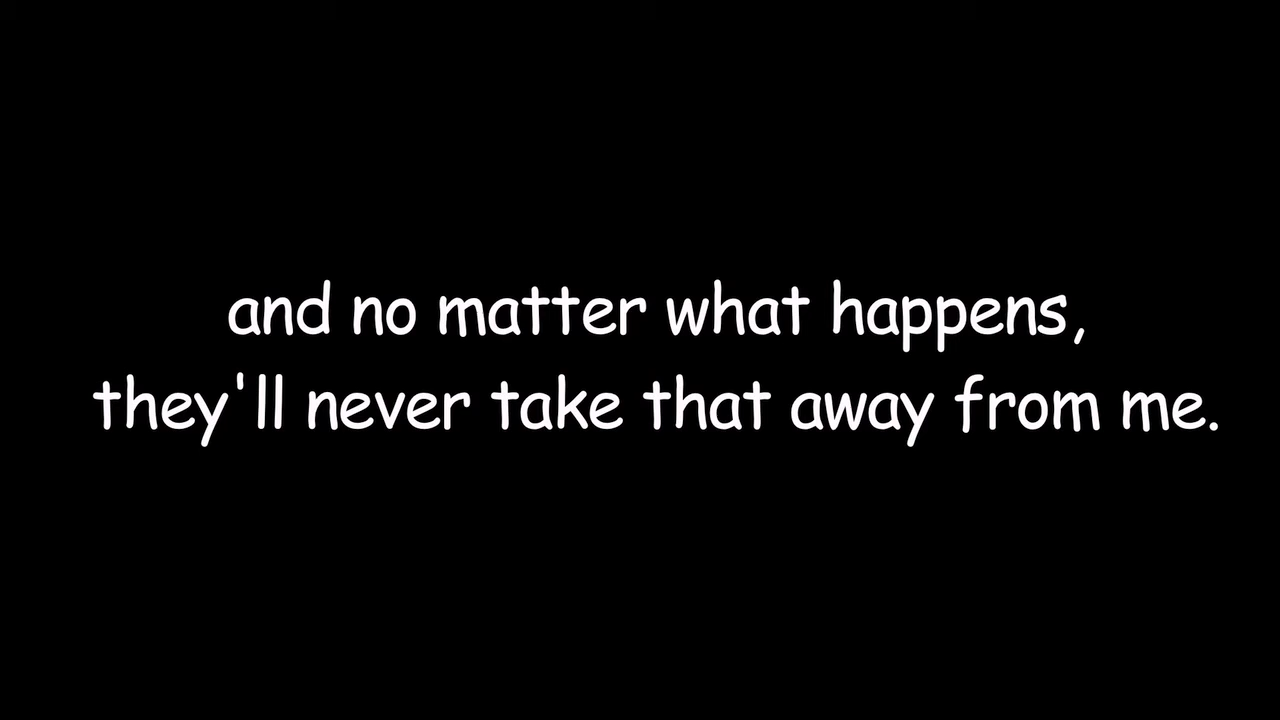 and no matter what happens,
they'll never take that away from me.